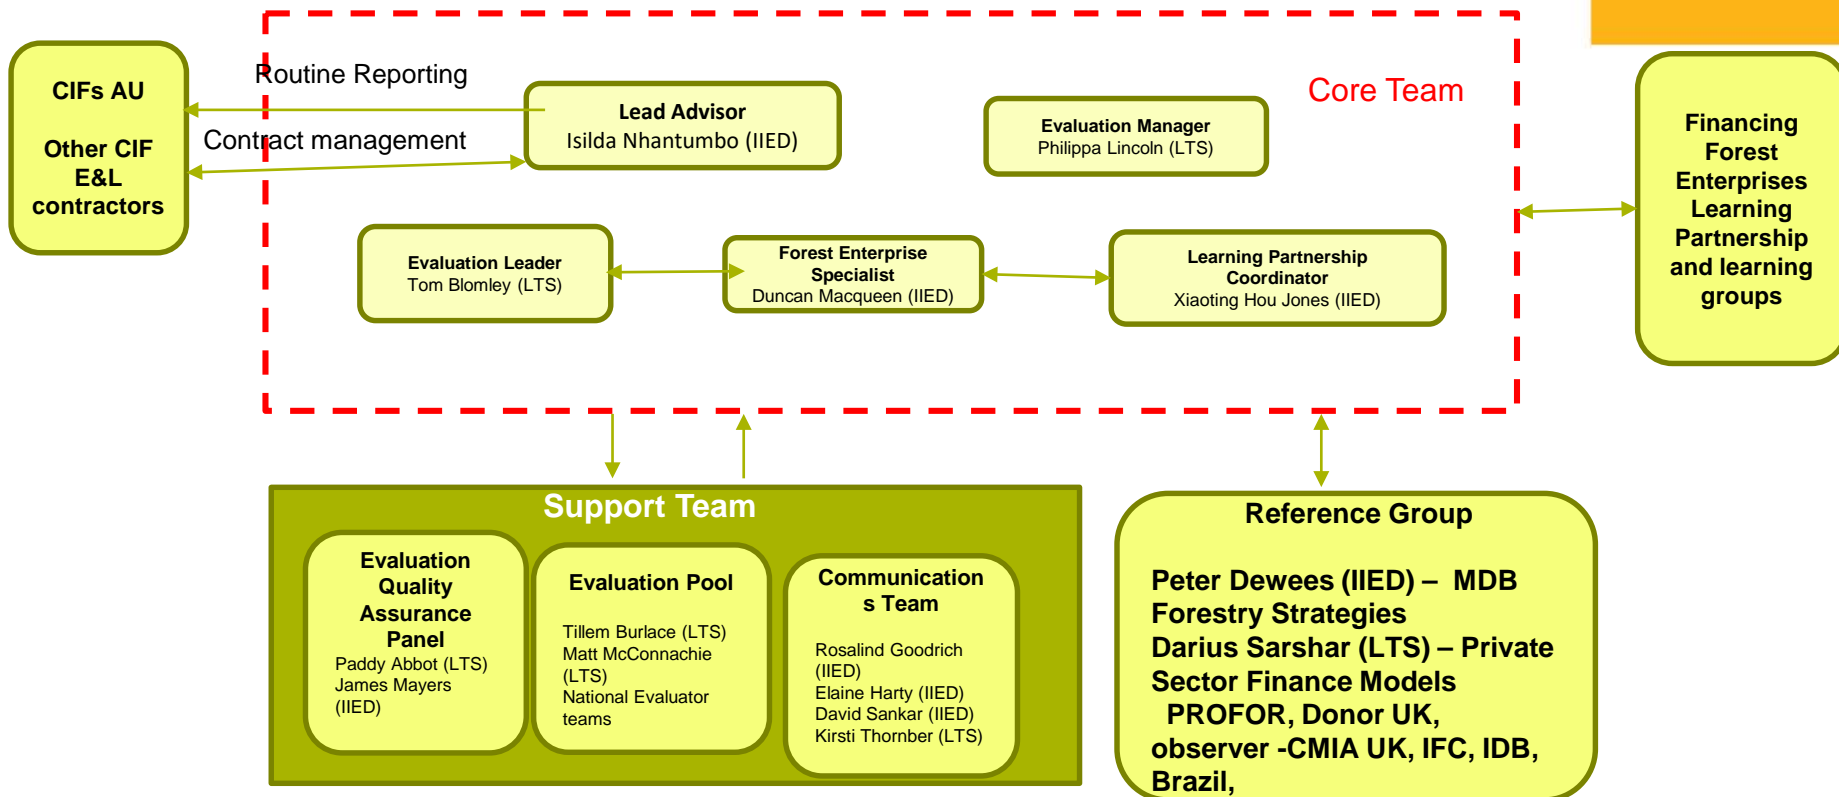 CIFs AU
Other CIF
E&L
contractors
Routine Reporting
Contract management
Core Team
Lead Advisor
Isilda Nhantumbo (IIED)
Evaluation Manager
Philippa Lincoln (LTS)
Evaluation Leader
Tom Blomley (LTS)
Forest Enterprise
Specialist
Duncan Macqueen (IIED)
Learning Partnership
Coordinator
Xiaoting Hou Jones (IIED)
Financing
Forest
Enterprises
Learning
Partnership
and learning
groups
Support Team
Evaluation
Quality
Assurance
Panel
Paddy Abbot (LTS)
James Mayers
(IIED)
Evaluation Pool
Tillem Burlace (LTS)
Matt McConnachie
(LTS)
National Evaluator
teams
Communication
s Team
Rosalind Goodrich
(IIED)
Elaine Harty (IIED)
David Sankar (IIED)
Kirsti Thornber (LTS)
Reference Group
Peter Dewees (IIED) – MDB
Forestry Strategies
Darius Sarshar (LTS) – Private
Sector Finance Models
PROFOR, Donor UK,
observer -CMIA UK, IFC, IDB,
Brazil,